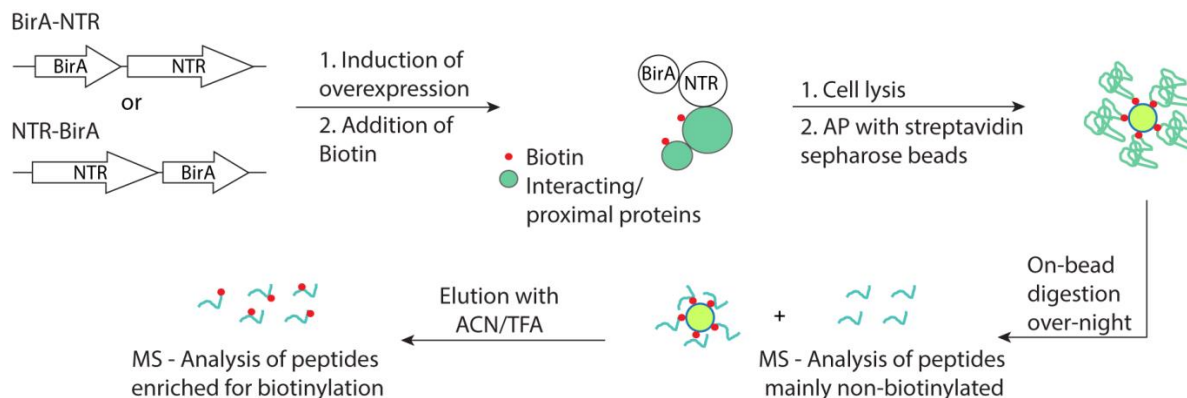 BirA-NTR
BirA
NTR
or
NTR-BirA
NTR
BirA
1. Induction of
overexpression
2. Addition of
Biotin
BirA
NTR
Biotin
Interacting/
proximal proteins
1. Cell lysis
2. AP with streptavidin
sepharose beads
On-bead
digestion
over-night
+
MS - Analysis of peptides
mainly non-biotinylated
Elution with
ACN/TFA
MS - Analysis of peptides
enriched for biotinylation